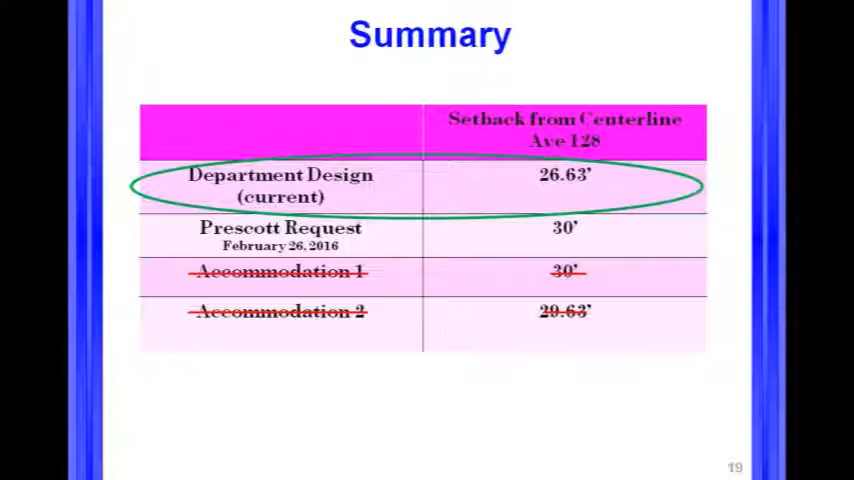 Summary
Setback from Centerline
Ave 128
Department Design
(current)
26.63'
Prescott Request
February 26, 2016
30'
Accommodation 1
30'
Accommodation 2
29.63'
19